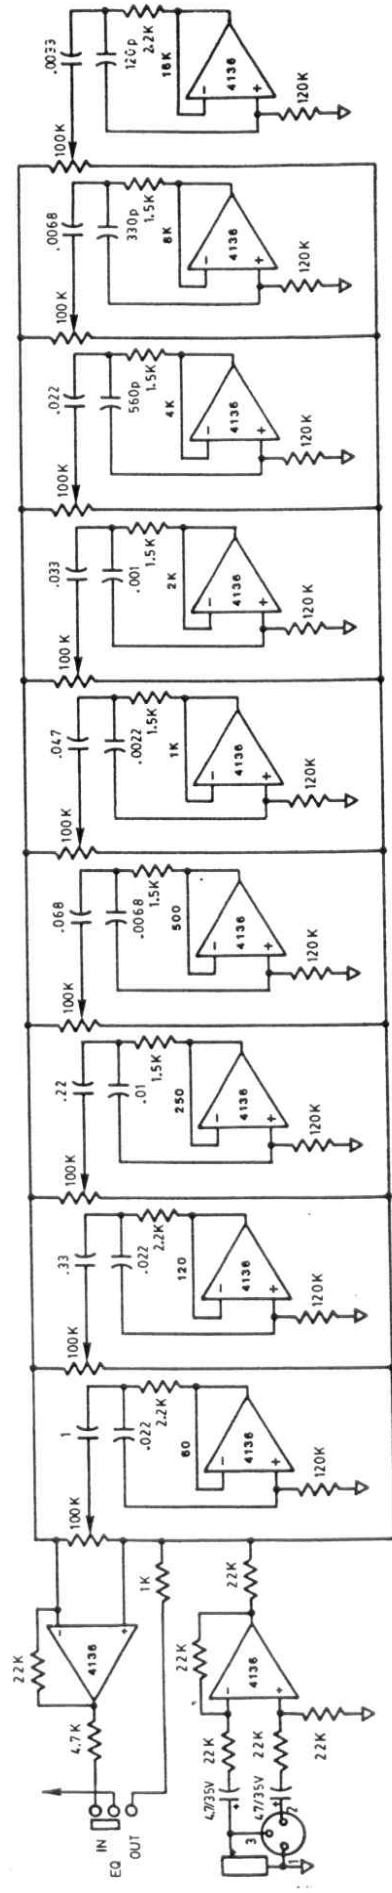 22K
4136
-
+
4.7K
IN
EQ
OUT
1K
22K
4136
-
+
22K
22K
22K
22K
4.7/35V
+
4.7/35V
+
1
2
3
100K
1
.022
2.2K
60
-
+
4136
120K
100K
.33
.022
2.2K
120
-
+
4136
120K
100K
.22
.01
1.5K
250
-
+
4136
120K
100K
.068
.0068
1.5K
500
-
+
4136
120K
100K
.047
.0022
1.5K
1K
-
+
4136
120K
100K
.033
.001
1.5K
2K
-
+
4136
120K
100K
.022
560p
1.5K
4K
-
+
4136
120K
100K
.0068
330p
1.5K
8K
-
+
4136
120K
100K
.0033
120p
2.2K
16K
-
+
4136
120K